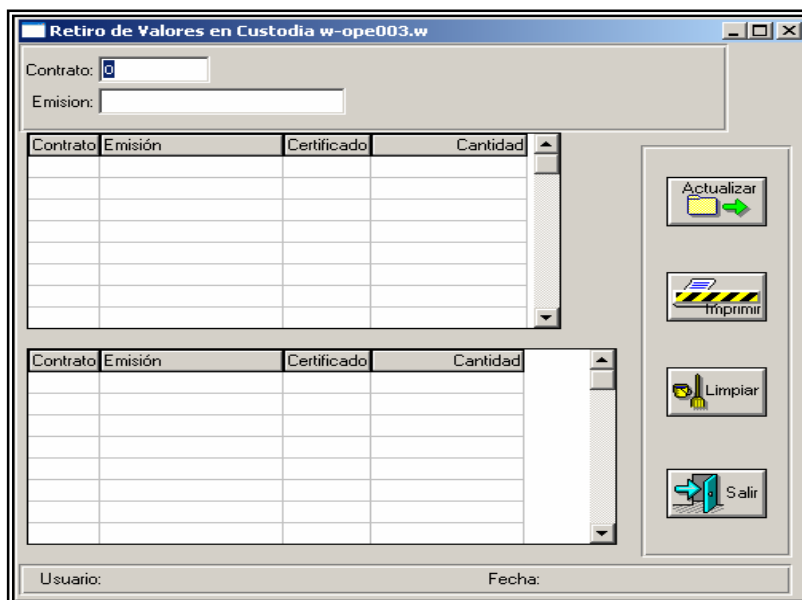 Retiro de Valores en Custodia w-ope003.w
Contrato: 0
Emision:
Contrato Emisión Certificado Cantidad
Actualizar
Imprimir
Contrato Emisión Certificado Cantidad
Limpiar
Salir
Usuario: Fecha: